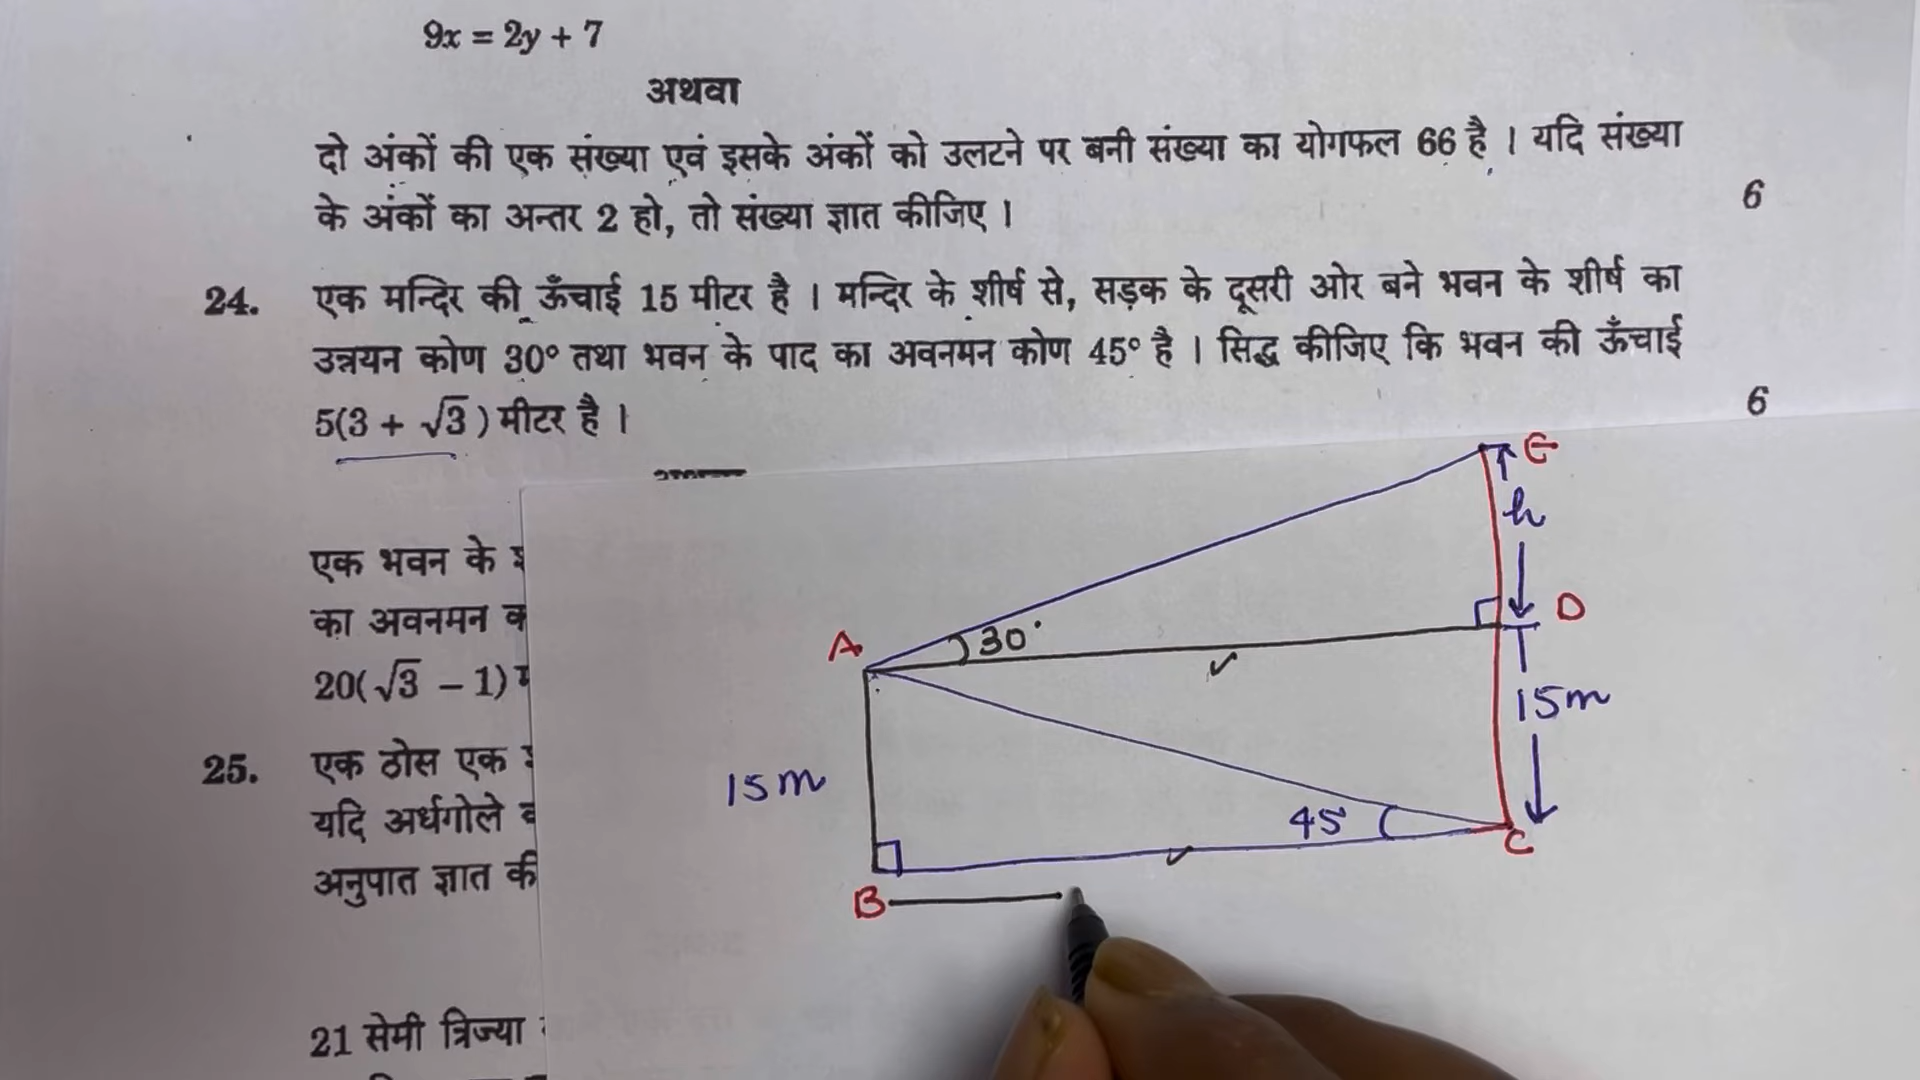 9x = 2y + 7
अथवा
दो अंकों की एक संख्या एवं इसके अंकों को उलटने पर बनी संख्या का योगफल 66 है । यदि संख्या
के अंकों का अन्तर 2 हो, तो संख्या ज्ञात कीजिए । 6
24. एक मन्दिर की ऊँचाई 15 मीटर है । मन्दिर के शीर्ष से, सड़क के दूसरी ओर बने भवन के शीर्ष का
उन्नयन कोण 30° तथा भवन के पाद का अवनमन कोण 45° है । सिद्ध कीजिए कि भवन की ऊँचाई
5(3 + √3) मीटर है । 6
एक भवन के
का अवनमन
20(√3 − 1)
25. एक ठोस एक
यदि अर्धगोले
अनुपात ज्ञात की
21 सेमी त्रिज्या
h
D
A
30°
15m
15m
45
C
B